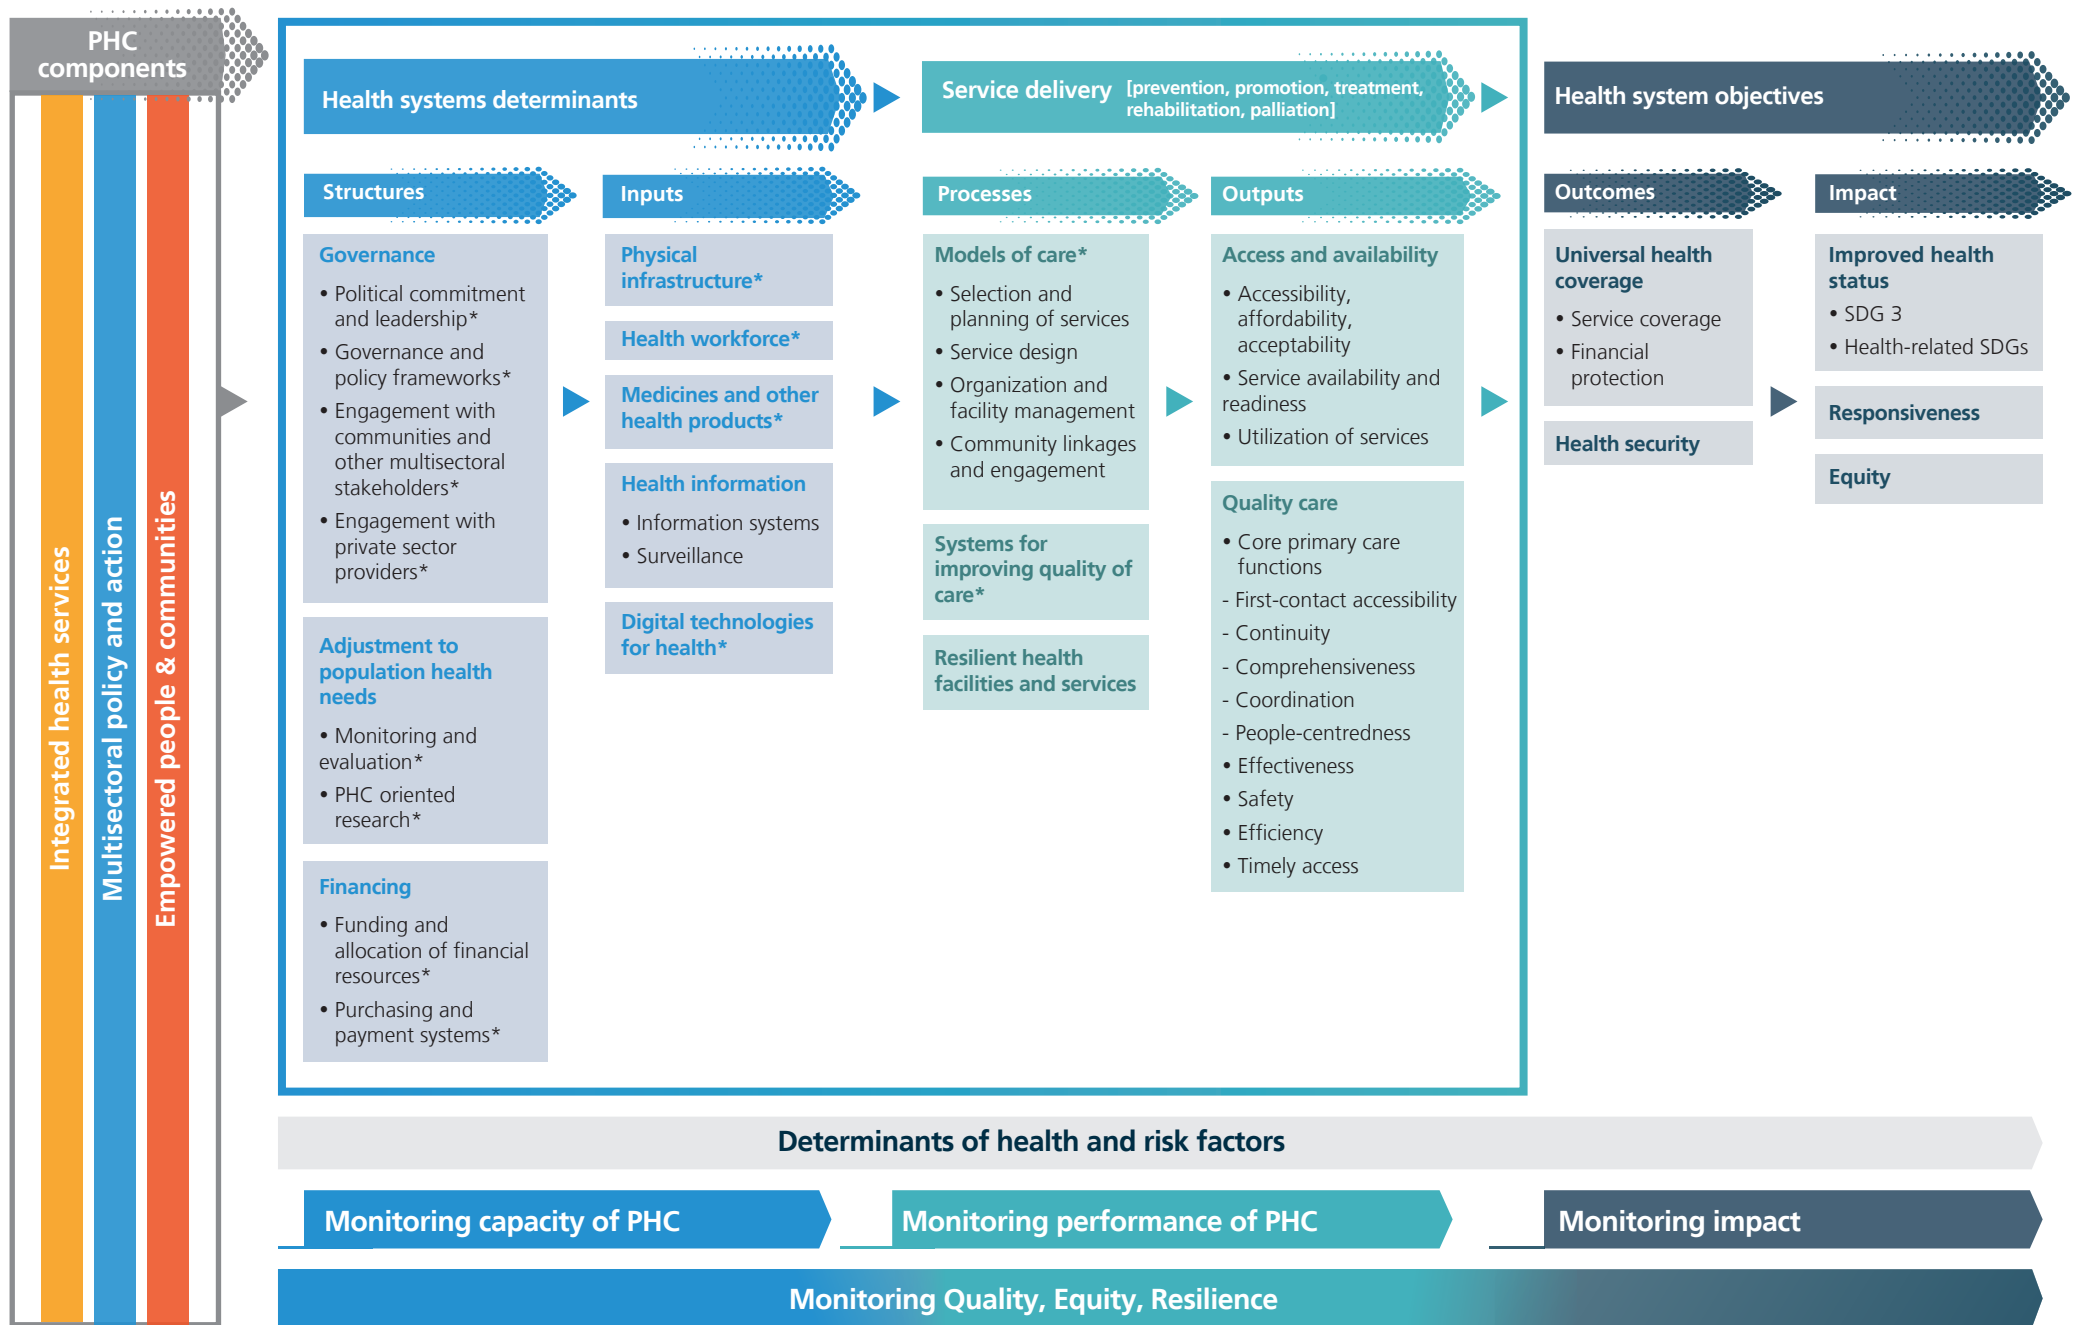 PHC
components
Integrated health services
Multisectoral policy and action
Empowered people & communities
Health systems determinants
Structures
Governance
• Political commitment
and leadership*
• Governance and
policy frameworks*
• Engagement with
communities and
other multisectoral
stakeholders*
• Engagement with
private sector
providers*
Adjustment to
population health
needs
• Monitoring and
evaluation*
• PHC oriented
research*
Financing
• Funding and
allocation of financial
resources*
• Purchasing and
payment systems*
Inputs
Physical
infrastructure*
Health workforce*
Medicines and other
health products*
Health information
• Information systems
• Surveillance
Digital technologies
for health*
Service delivery [prevention, promotion, treatment,
rehabilitation, palliation]
Processes
Models of care*
• Selection and
planning of services
• Service design
• Organization and
facility management
• Community linkages
and engagement
Systems for
improving quality of
care*
Resilient health
facilities and services
Outputs
Access and availability
• Accessibility,
affordability,
acceptability
• Service availability and
readiness
• Utilization of services
Quality care
• Core primary care
functions
- First-contact accessibility
- Continuity
- Comprehensiveness
- Coordination
- People-centredness
• Effectiveness
• Safety
• Efficiency
• Timely access
Health system objectives
Outcomes
Universal health
coverage
• Service coverage
• Financial
protection
Health security
Impact
Improved health
status
• SDG 3
• Health-related SDGs
Responsiveness
Equity
Determinants of health and risk factors
Monitoring capacity of PHC
Monitoring performance of PHC
Monitoring impact
Monitoring Quality, Equity, Resilience